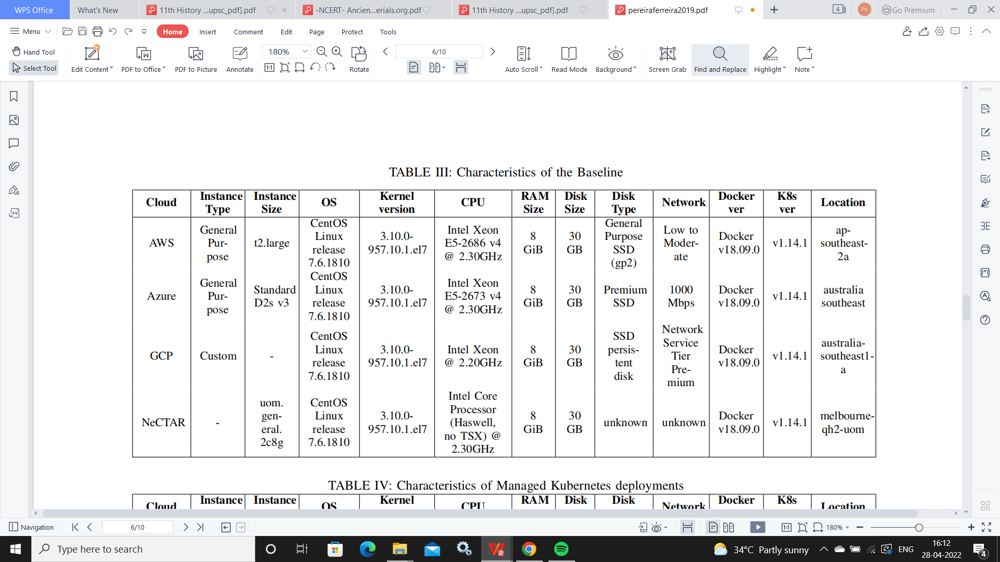 WPS Office
What's New
11th History ...upsc_pdf].pdf
-NCERT- Ancien...erials.org.pdf
11th History ...upsc_pdf].pdf
pereiraferreira2019.pdf
4
Ps
Go Premium
Menu
Home
Insert
Comment
Edit
Page
Protect
Tools
Hand Tool
Select Tool
Edit Content
PDF to Office
PDF to Picture
Annotate
180%
Rotate
6/10
Auto Scroll
Read Mode
Background
Screen Grab
Find and Replace
Highlight
Note
TABLE III: Characteristics of the Baseline
Cloud
Instance
Type
Instance
Size
OS
Kernel
version
CPU
RAM
Size
Disk
Size
Disk
Type
Network
Docker
ver
K8s
ver
Location
AWS
General
Pur-
pose
t2.large
CentOS
Linux
release
7.6.1810
3.10.0-
957.10.1.el7
Intel Xeon
E5-2686 v4
@ 2.30GHz
8
GiB
30
GB
General
Purpose
SSD
(gp2)
Low to
Moder-
ate
Docker
v18.09.0
v1.14.1
ap-
southeast-
2a
Azure
General
Pur-
pose
Standard
D2s v3
CentOS
Linux
release
7.6.1810
3.10.0-
957.10.1.el7
Intel Xeon
E5-2673 v4
@ 2.30GHz
8
GiB
30
GB
Premium
SSD
1000
Mbps
Docker
v18.09.0
v1.14.1
australia
southeast
GCP
Custom
-
CentOS
Linux
release
7.6.1810
3.10.0-
957.10.1.el7
Intel Xeon
@ 2.20GHz
8
GiB
30
GB
SSD
persis-
tent
disk
Network
Service
Tier
Pre-
mium
Docker
v18.09.0
v1.14.1
australia-
southeast1-
a
NeCTAR
-
uom.
gen-
eral.
2c8g
CentOS
Linux
release
7.6.1810
3.10.0-
957.10.1.el7
Intel Core
Processor
(Haswell,
no TSX) @
2.30GHz
8
GiB
30
GB
unknown
unknown
Docker
v18.09.0
v1.14.1
melbourne-
qh2-uom
TABLE IV: Characteristics of Managed Kubernetes deployments
Cloud
Instance
Instance
OS
Kernel
CPU
RAM
Disk
Disk
Network
Docker
K8s
Location
Navigation
6/10
180%
Type here to search
34°C Partly sunny
ENG
16:12
28-04-2022
4